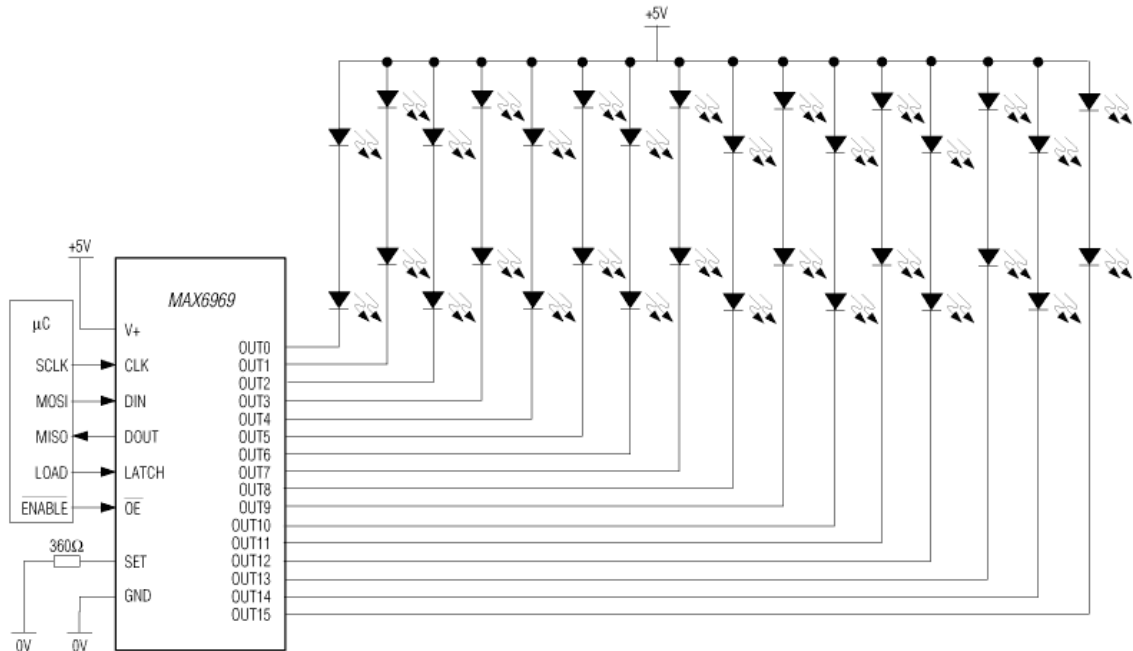 +5V
+5V
MAX6969
μC
V+
SCLK
CLK
MOSI
DIN
MISO
DOUT
LOAD
LATCH
ENABLE
OE
360Ω
SET
GND
0V
0V
OUT0
OUT1
OUT2
OUT3
OUT4
OUT5
OUT6
OUT7
OUT8
OUT9
OUT10
OUT11
OUT12
OUT13
OUT14
OUT15